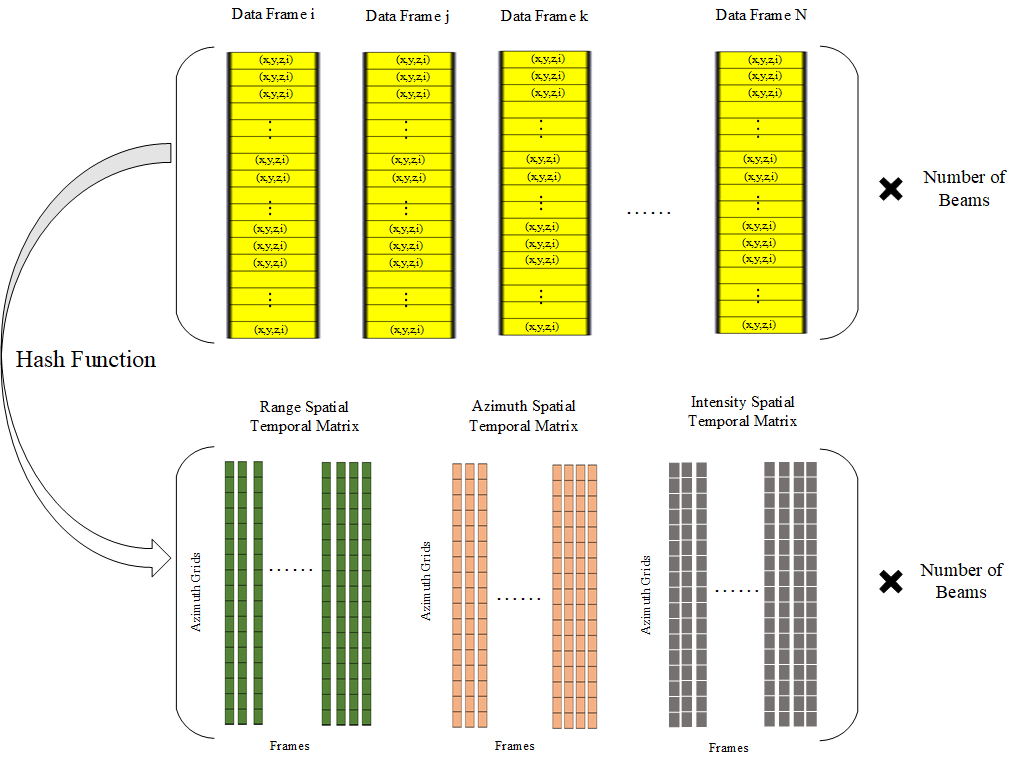 Data Frame i
Data Frame j
Data Frame k
Data Frame N
(x,y,z,i)
(x,y,z,i)
(x,y,z,i)
(x,y,z,i)
(x,y,z,i)
(x,y,z,i)
(x,y,z,i)
(x,y,z,i)
(x,y,z,i)
(x,y,z,i)
(x,y,z,i)
(x,y,z,i)
⋮
⋮
⋮
⋮
(x,y,z,i)
(x,y,z,i)
(x,y,z,i)
(x,y,z,i)
(x,y,z,i)
(x,y,z,i)
(x,y,z,i)
(x,y,z,i)
⋮
⋮
⋮
⋮
......
(x,y,z,i)
(x,y,z,i)
(x,y,z,i)
(x,y,z,i)
(x,y,z,i)
(x,y,z,i)
(x,y,z,i)
(x,y,z,i)
(x,y,z,i)
(x,y,z,i)
(x,y,z,i)
(x,y,z,i)
⋮
⋮
⋮
⋮
(x,y,z,i)
(x,y,z,i)
(x,y,z,i)
(x,y,z,i)
✖
Number of
Beams
Hash Function
Range Spatial
Temporal Matrix
Azimuth Spatial
Temporal Matrix
Intensity Spatial
Temporal Matrix
Azimuth Grids
......
Azimuth Grids
......
Azimuth Grids
......
✖
Number of
Beams
Frames
Frames
Frames